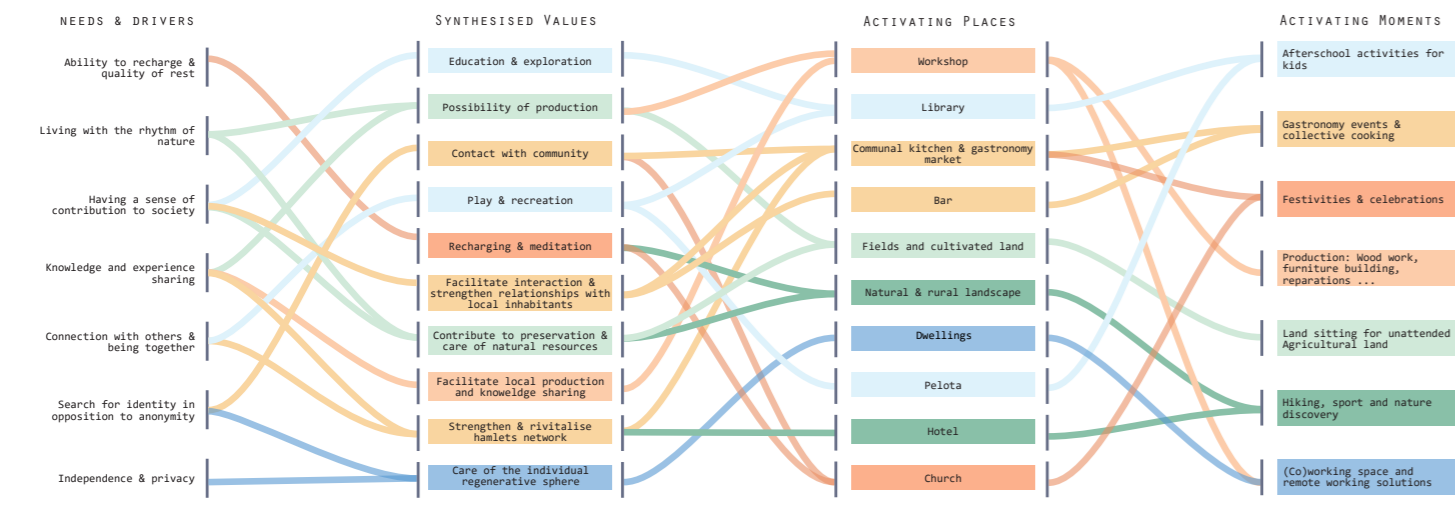 NEEDS & DRIVERS
Ability to recharge &
quality of rest
Living with the rhythm of
nature
Having a sense of
contribution to society
Knowledge and experience
sharing
Connection with others &
being together
Search for identity in
opposition to anonymity
Independence & privacy
SYNTHESISED VALUES
Education & exploration
Possibility of production
Contact with community
Play & recreation
Recharging & meditation
Facilitate interaction &
strengthen relationships with
local inhabitants
Contribute to preservation &
care of natural resources
Facilitate local production
and knoweldge sharing
Strengthen & rivitalise
hamlets network
Care of the individual
regenerative sphere
ACTIVATING PLACES
Workshop
Library
Communal kitchen & gastronomy
market
Bar
Fields and cultivated land
Natural & rural landscape
Dwellings
Pelota
Hotel
Church
ACTIVATING MOMENTS
Afterschool activities for
kids
Gastronomy events &
collective cooking
Festivities & celebrations
Production: Wood work,
furniture building,
reparations ...
Land sitting for unattended
Agricultural land
Hiking, sport and nature
discovery
(Co)working space and
remote working solutions